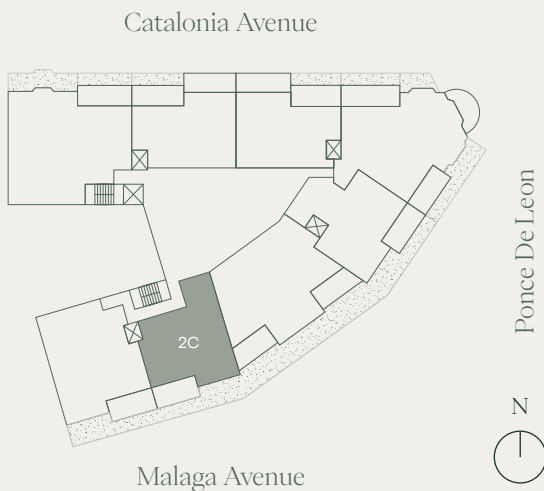 Catalonia Avenue
Ponce De Leon
2C
N
Malaga Avenue